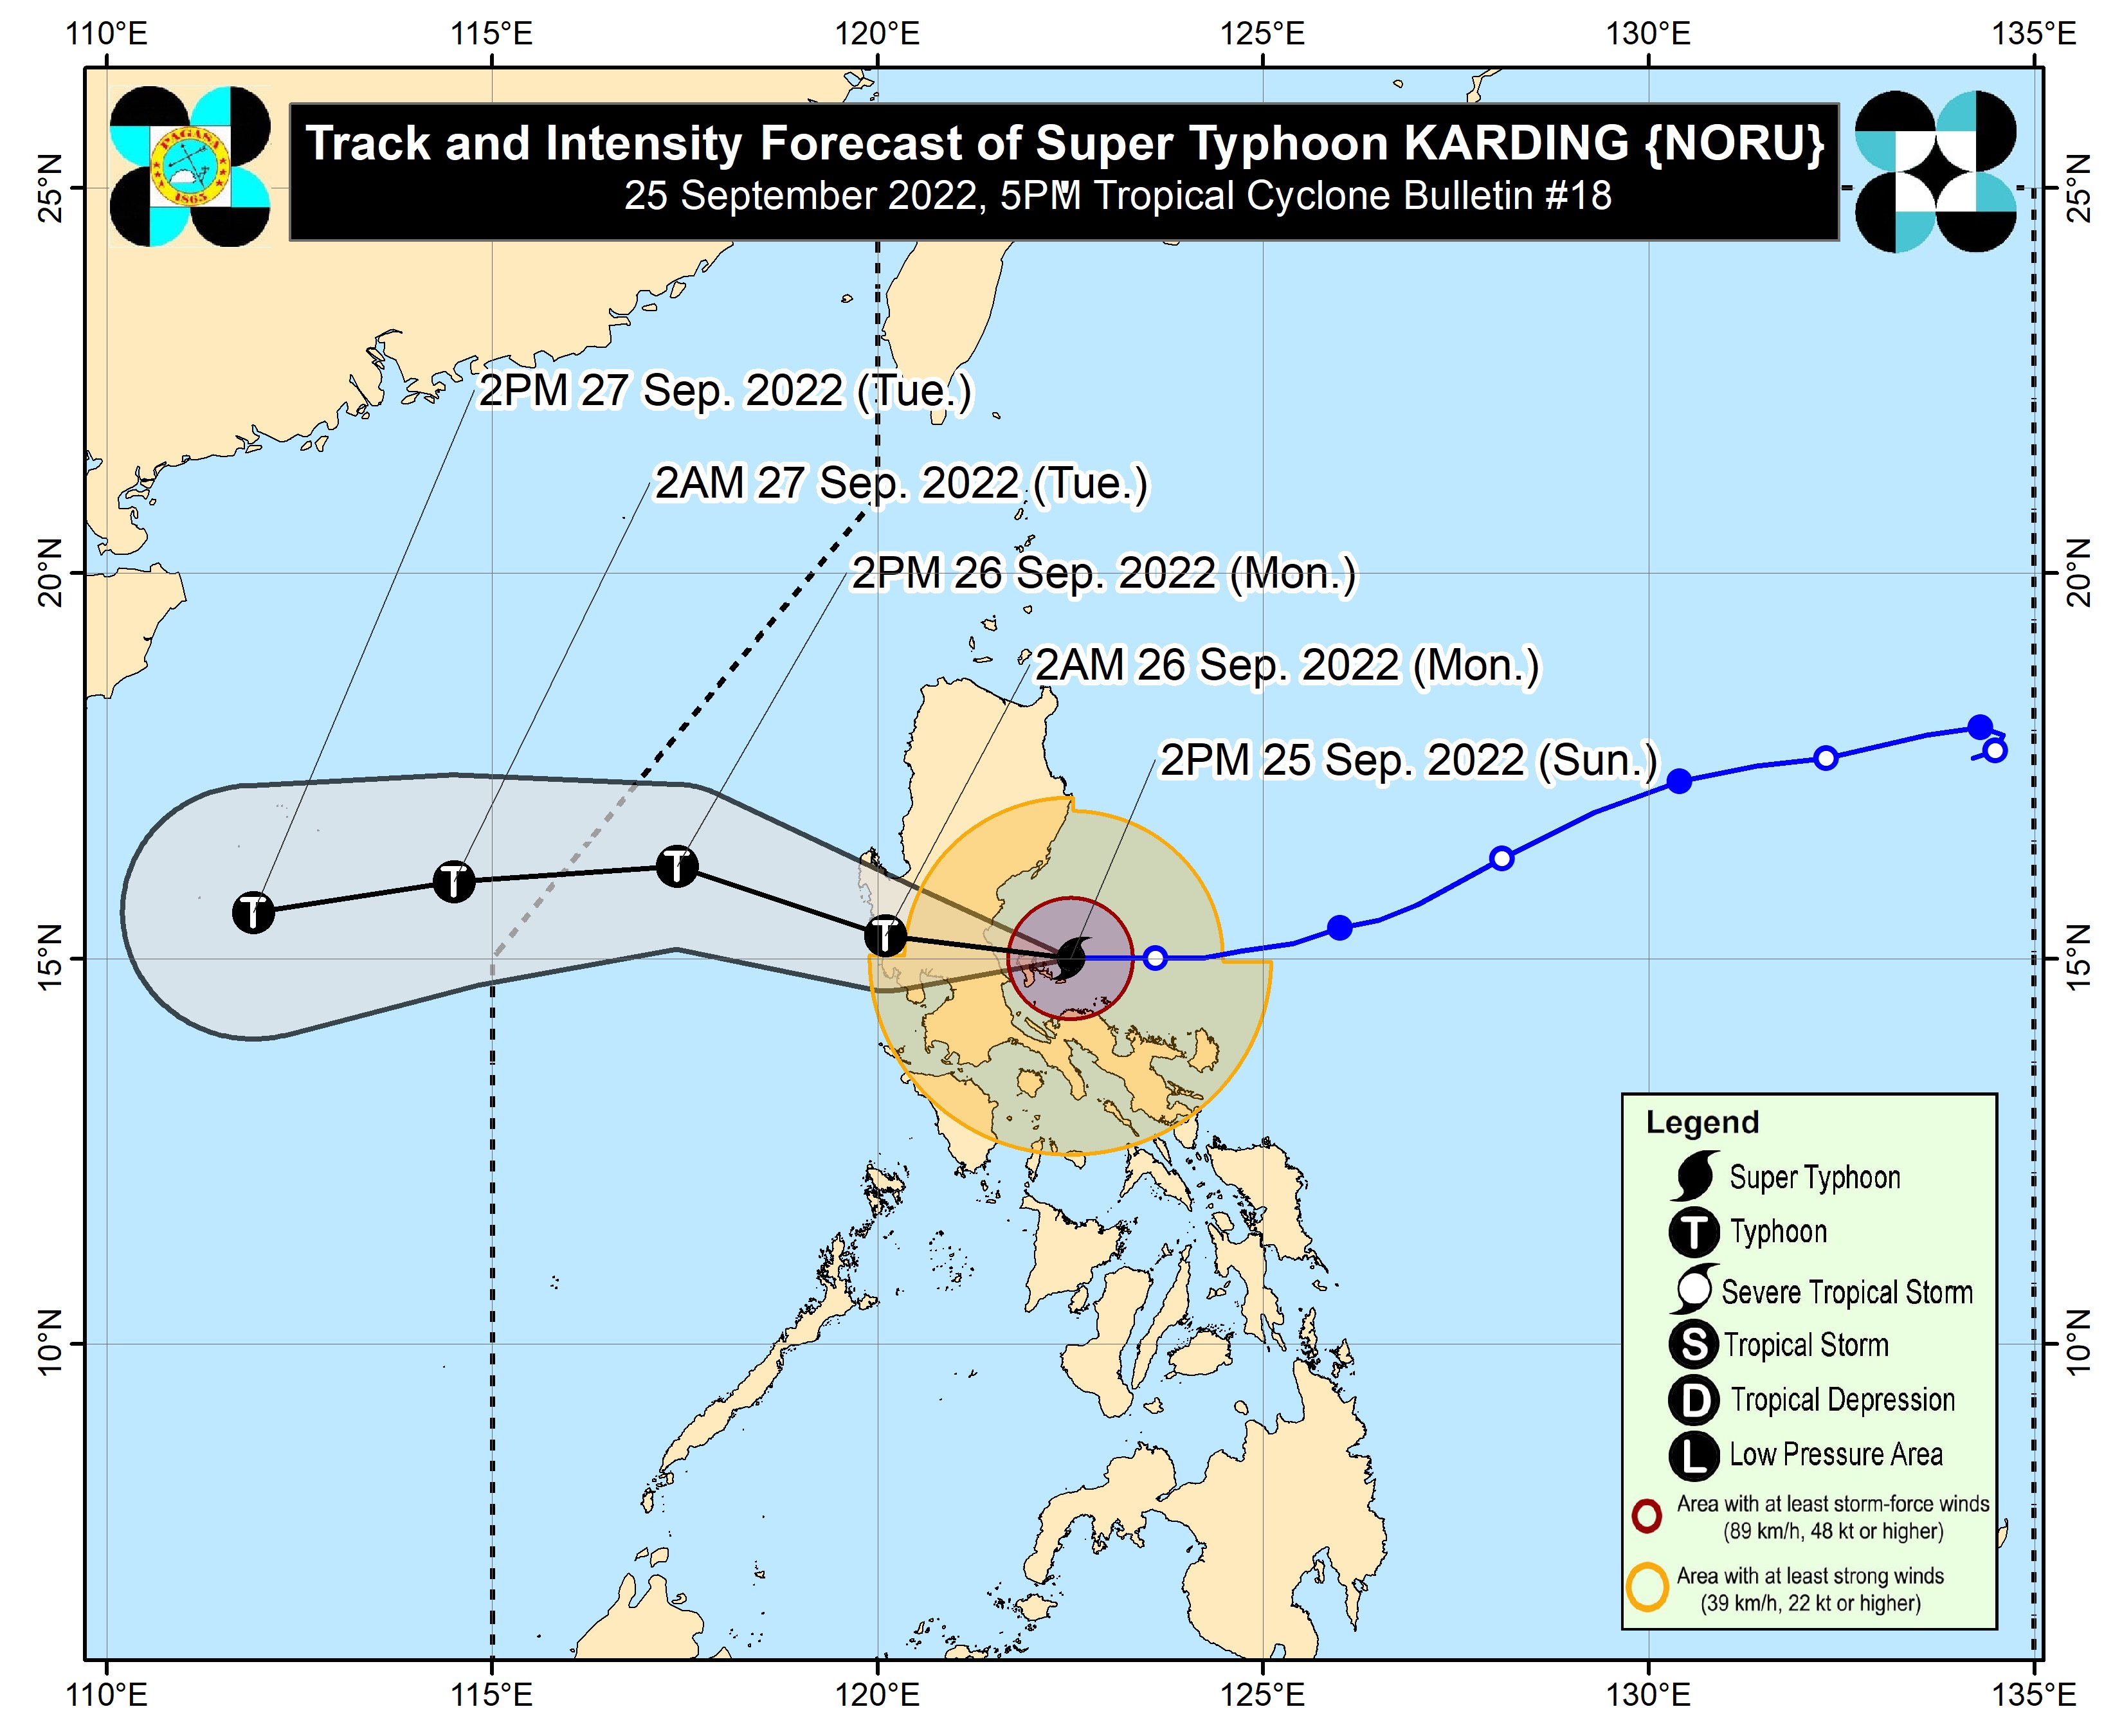 110°E 115°E 120°E 125°E 130°E 135°E
PAGASA
1865
Track and Intensity Forecast of Super Typhoon KARDING {NORU}
25 September 2022, 5PM Tropical Cyclone Bulletin #18
25°N 25°N
2PM 27 Sep. 2022 (Tue.)
2AM 27 Sep. 2022 (Tue.)
20°N 20°N
2PM 26 Sep. 2022 (Mon.)
2AM 26 Sep. 2022 (Mon.)
2PM 25 Sep. 2022 (Sun.)
T T T T
15°N 15°N
Legend
Super Typhoon
T Typhoon
Severe Tropical Storm
S Tropical Storm
10°N 10°N
D Tropical Depression
L Low Pressure Area
Area with at least storm-force winds
(89 km/h, 48 kt or higher)
Area with at least strong winds
(39 km/h, 22 kt or higher)
110°E 115°E 120°E 125°E 130°E 135°E